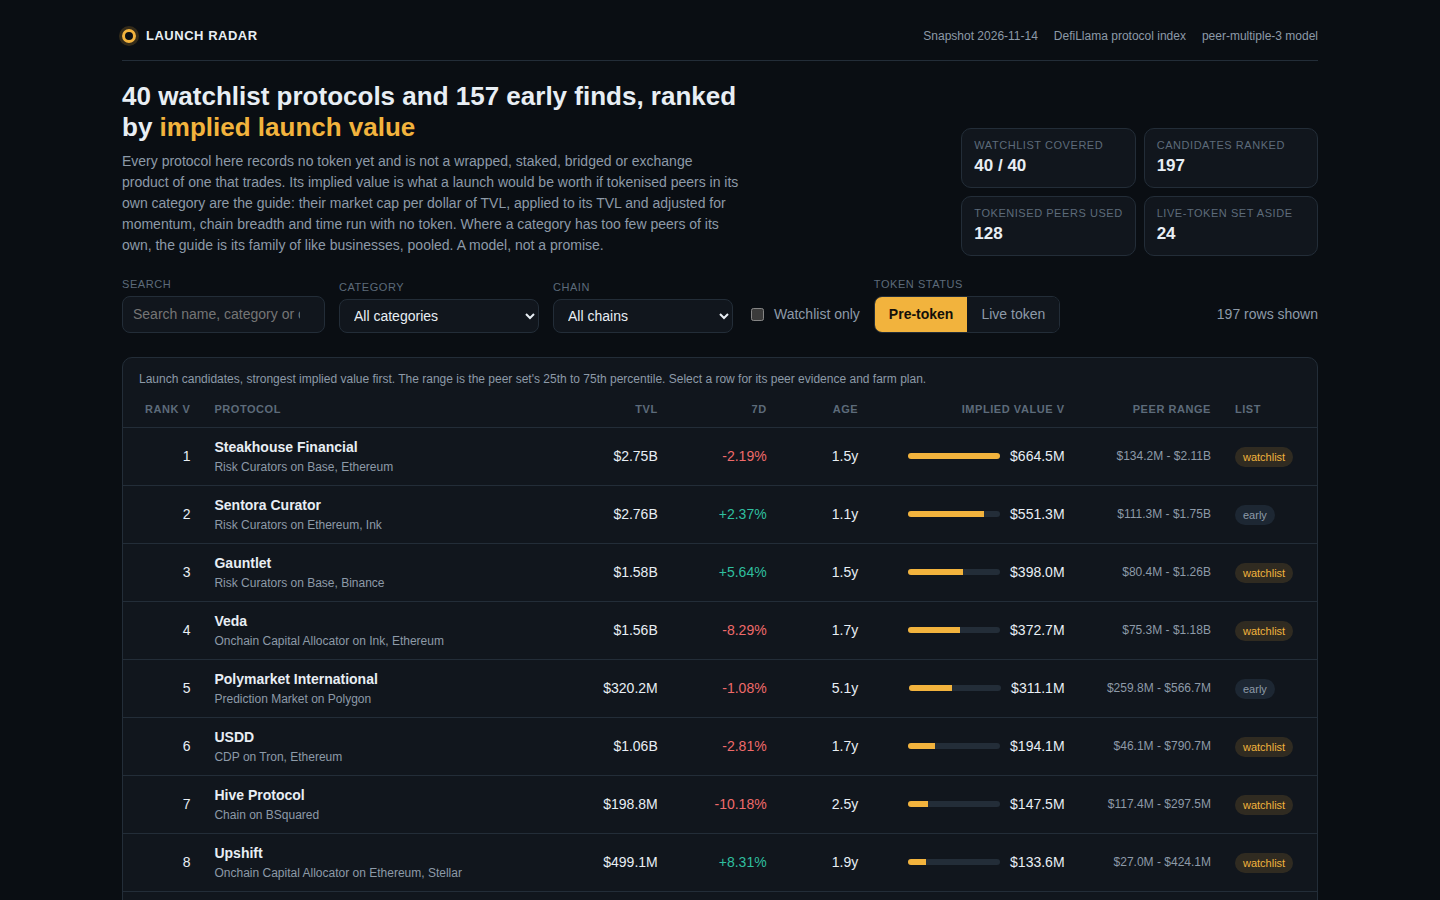 LAUNCH RADAR
Snapshot 2026-11-14 DefiLlama protocol index peer-multiple-3 model
40 watchlist protocols and 157 early finds, ranked
by implied launch value
Every protocol here records no token yet and is not a wrapped, staked, bridged or exchange
product of one that trades. Its implied value is what a launch would be worth if tokenised peers in its
own category are the guide: their market cap per dollar of TVL, applied to its TVL and adjusted for
momentum, chain breadth and time run with no token. Where a category has too few peers of its
own, the guide is its family of like businesses, pooled. A model, not a promise.
WATCHLIST COVERED
40 / 40
CANDIDATES RANKED
197
TOKENISED PEERS USED
128
LIVE-TOKEN SET ASIDE
24
SEARCH
Search name, category or
CATEGORY
All categories
CHAIN
All chains
Watchlist only
TOKEN STATUS
Pre-token Live token
197 rows shown
Launch candidates, strongest implied value first. The range is the peer set's 25th to 75th percentile. Select a row for its peer evidence and farm plan.
RANK V PROTOCOL TVL 7D AGE IMPLIED VALUE V PEER RANGE LIST
1 Steakhouse Financial $2.75B -2.19% 1.5y $664.5M $134.2M - $2.11B watchlist
Risk Curators on Base, Ethereum
2 Sentora Curator $2.76B +2.37% 1.1y $551.3M $111.3M - $1.75B early
Risk Curators on Ethereum, Ink
3 Gauntlet $1.58B +5.64% 1.5y $398.0M $80.4M - $1.26B watchlist
Risk Curators on Base, Binance
4 Veda $1.56B -8.29% 1.7y $372.7M $75.3M - $1.18B watchlist
Onchain Capital Allocator on Ink, Ethereum
5 Polymarket International $320.2M -1.08% 5.1y $311.1M $259.8M - $566.7M early
Prediction Market on Polygon
6 USDD $1.06B -2.81% 1.7y $194.1M $46.1M - $790.7M watchlist
CDP on Tron, Ethereum
7 Hive Protocol $198.8M -10.18% 2.5y $147.5M $117.4M - $297.5M watchlist
Chain on BSquared
8 Upshift $499.1M +8.31% 1.9y $133.6M $27.0M - $424.1M watchlist
Onchain Capital Allocator on Ethereum, Stellar